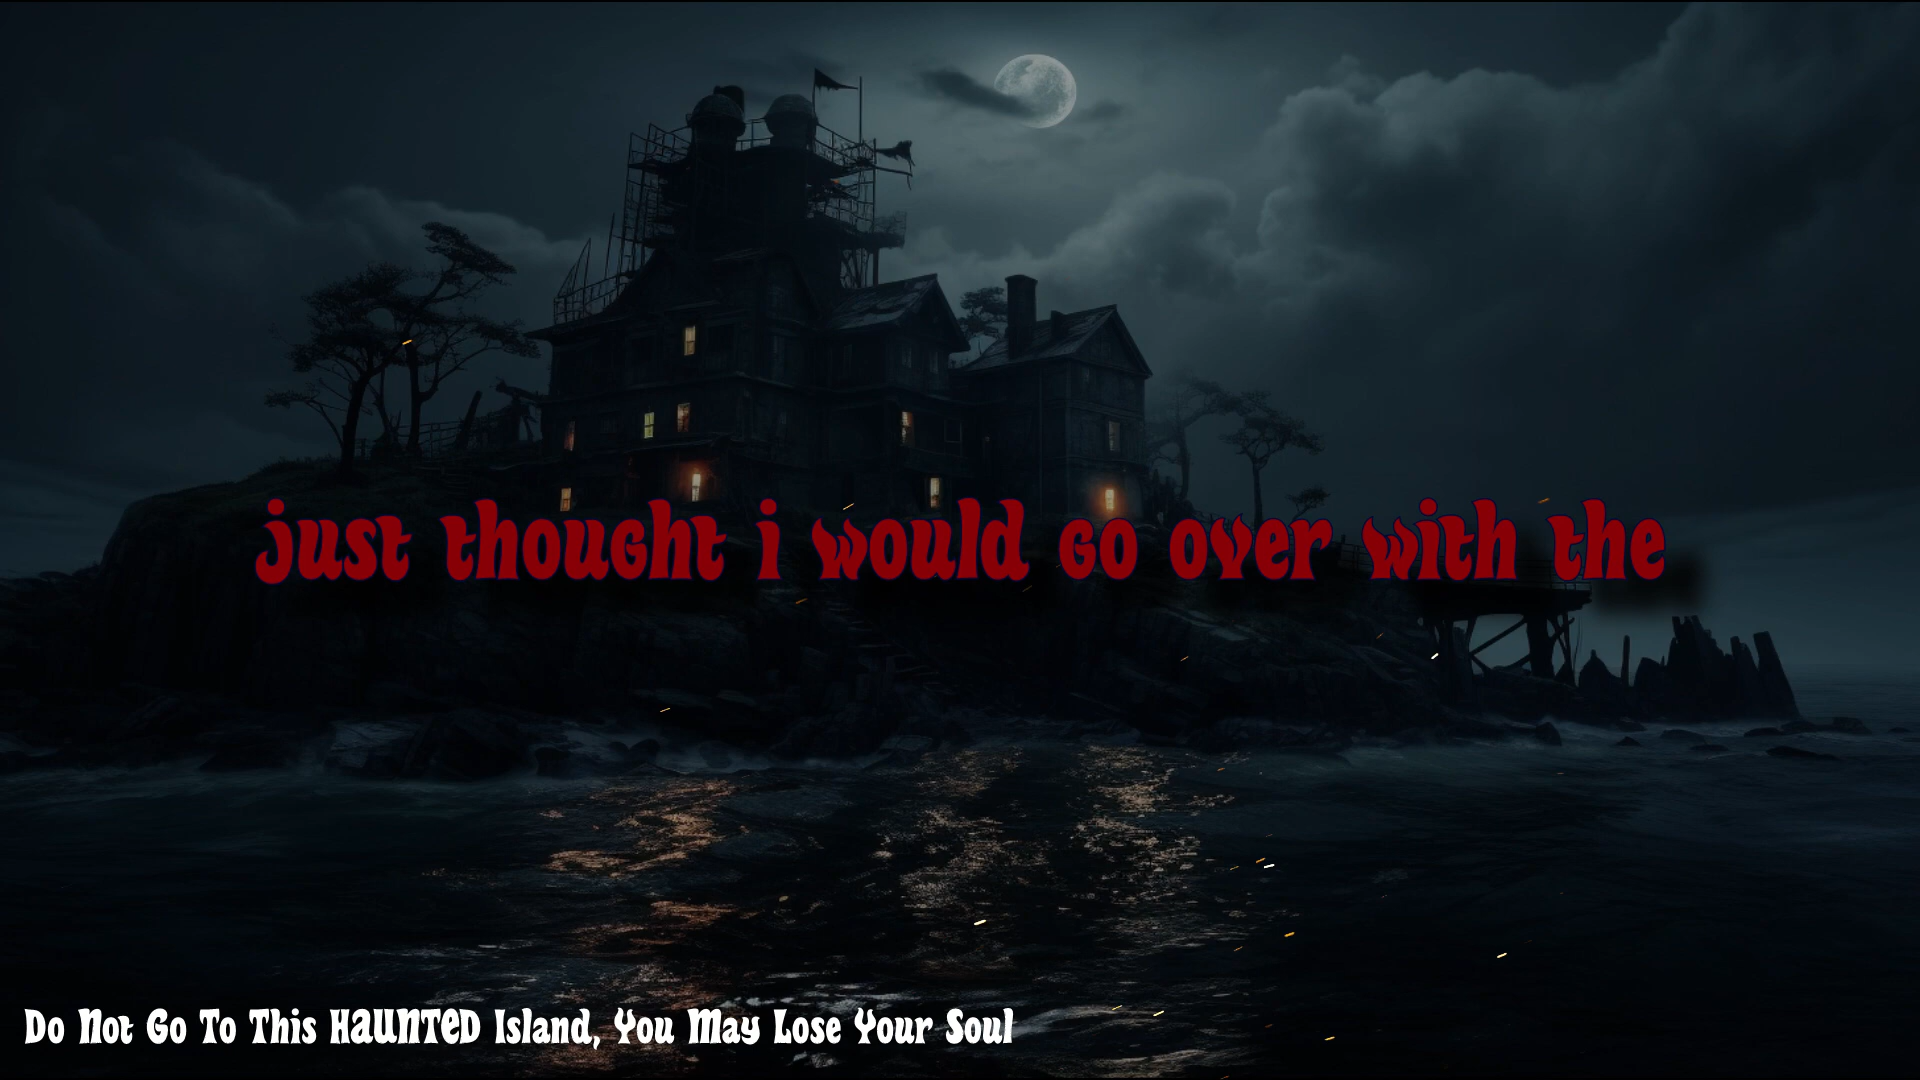 just thought i would go over with the
Do Not Go To This Haunted Island, You May Lose Your Soul